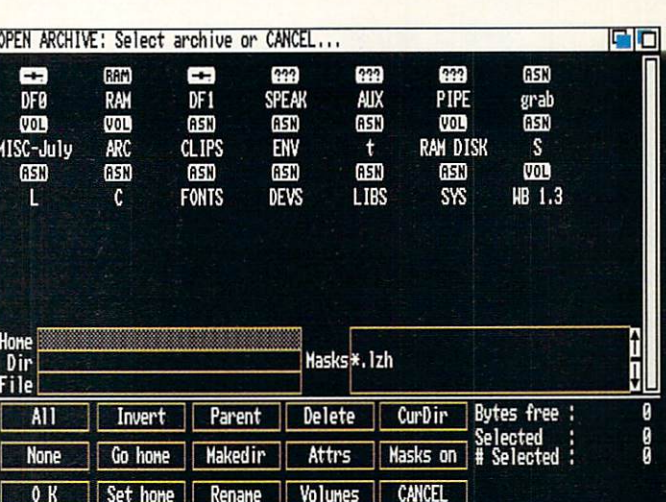 OPEN ARCHIVE: Select archive or CANCEL...
RAM ??? ??? ??? ASN
DF0 RAM DF1 SPEAK AUX PIPE grab
VOL VOL ASN ASN ASN VOL ASN
MISC-July ARC CLIPS ENV t RAM DISK S
ASN ASN ASN ASN ASN ASN VOL
L C FONTS DEVS LIBS SYS WB 1.3
Home
Dir Masks *.lzh
File
All Invert Parent Delete CurDir Bytes free : 0
None Go home Makedir Attrs Masks on Selected : 0
# Selected : 0
O K Set home Rename Volumes CANCEL